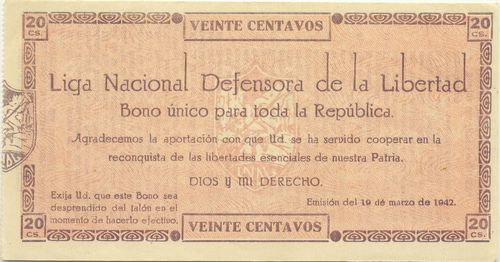 20 CS.
VEINTE CENTAVOS
20 CS.
Liga Nacional Defensora de la Libertad
Bono único para toda la República.
Agradecemos la aportación con que Ud. se ha servido cooperar en la
reconquista de las libertades esenciales de nuestra Patria.
DIOS y MI DERECHO.
Exija Ud. que este Bono sea
desprendido del talón en el
momento de hacerlo efectivo.
Emisión del 19 de marzo de 1942.
20 CS.
VEINTE CENTAVOS
20 CS.